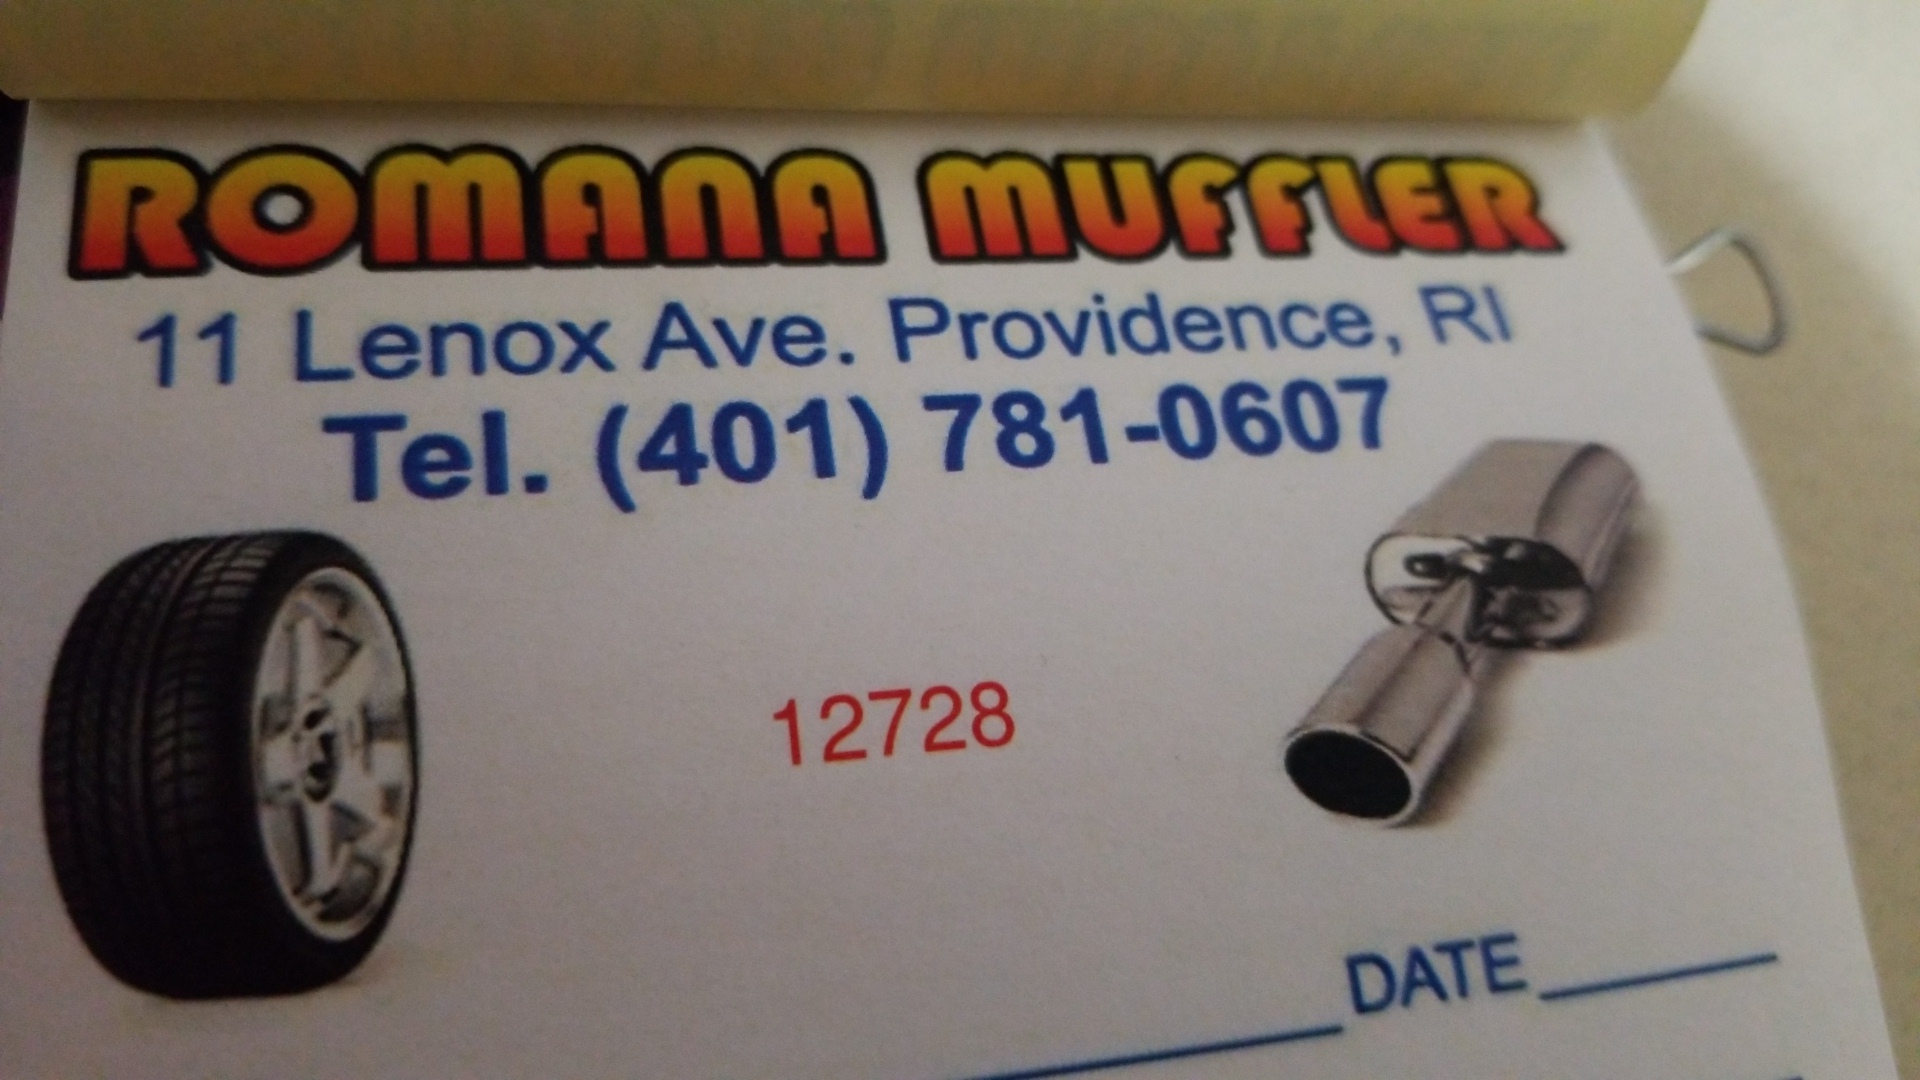 ROMANA MUFFLER
11 Lenox Ave. Providence, RI
Tel. (401) 781-0607
12728
DATE